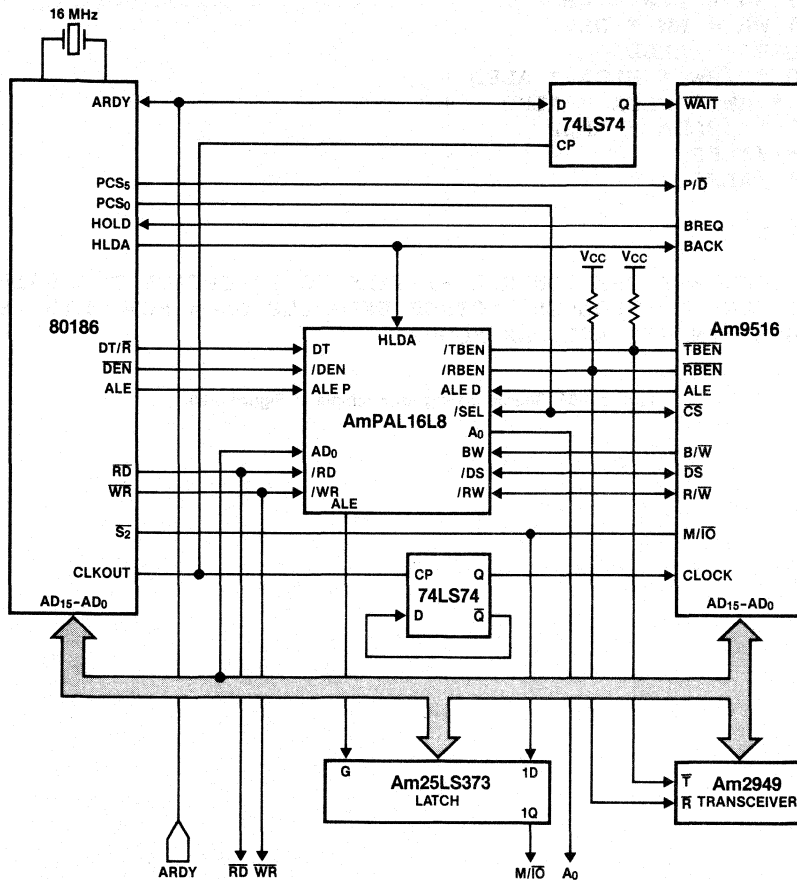 16 MHz
ARDY
D Q
WAIT
74LS74
CP
PCS5
P/D
PCS0
HOLD
BREQ
HLDA
BACK
VCC VCC
80186
HLDA
Am9516
DT/R
DT
/TBEN
TBEN
DEN
/DEN
/RBEN
RBEN
ALE
ALE P
ALE D
ALE
AmPAL16L8
/SEL
CS
A0
AD0
BW
B/W
RD
/RD
/DS
DS
WR
/WR
/RW
R/W
ALE
S2
M/IO
CLKOUT
CP Q
CLOCK
74LS74
D Q
AD15-AD0
AD15-AD0
G
Am25LS373
1D
LATCH
1Q
T
Am2949
R TRANSCEIVER
ARDY
RD WR
M/IO A0